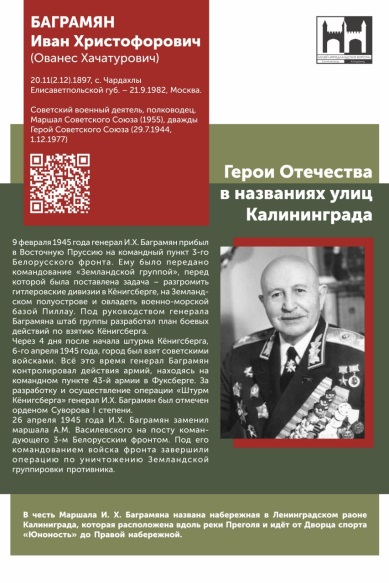 БАГРАМЯН
Иван Христофорович
(Ованес Хачатурович)
20.11(2.12).1897, с. Чардахлы
Елисаветпольской губ. – 21.9.1982, Москва.
Советский военный деятель, полководец,
Маршал Советского Союза (1955), дважды
Герой Советского Союза (29.7.1944,
1.12.1977)
Герои Отечества
в названиях улиц
Калининграда
9 февраля 1945 года генерал И.Х. Баграмян прибыл
в Восточную Пруссию на командный пункт 3-го
Белорусского фронта. Ему было передано
командование «Земландской группой», перед
которой была поставлена задача – разгромить
гитлеровские дивизии в Кёнигсберге, на Земланд-
ском полуострове и овладеть военно-морской
базой Пиллау. Под руководством генерала
Баграмяна штаб группы разработал план боевых
действий по взятию Кёнигсберга.
Через 4 дня после начала штурма Кёнигсберга,
6-го апреля 1945 года, город был взят советскими
войсками. Всё это время генерал Баграмян
контролировал действия армий, находясь на
командном пункте 43-й армии в Фуксберге. За
разработку и осуществление операции «Штурм
Кёнигсберга» генерал И.Х. Баграмян был отмечен
орденом Суворова I степени.
26 апреля 1945 года И.Х. Баграмян заменил
маршала А.М. Василевского на посту коман-
дующего 3-м Белорусским фронтом. Под его
командованием войска фронта завершили
операцию по уничтожению Земландской
группировки противника.
В честь Маршала И. Х. Баграмяна названа набережная в Ленинградском раоне
Калининграда, которая расположена вдоль реки Преголя и идёт от Дворца спорта
«Юноность» до Правой набережной.